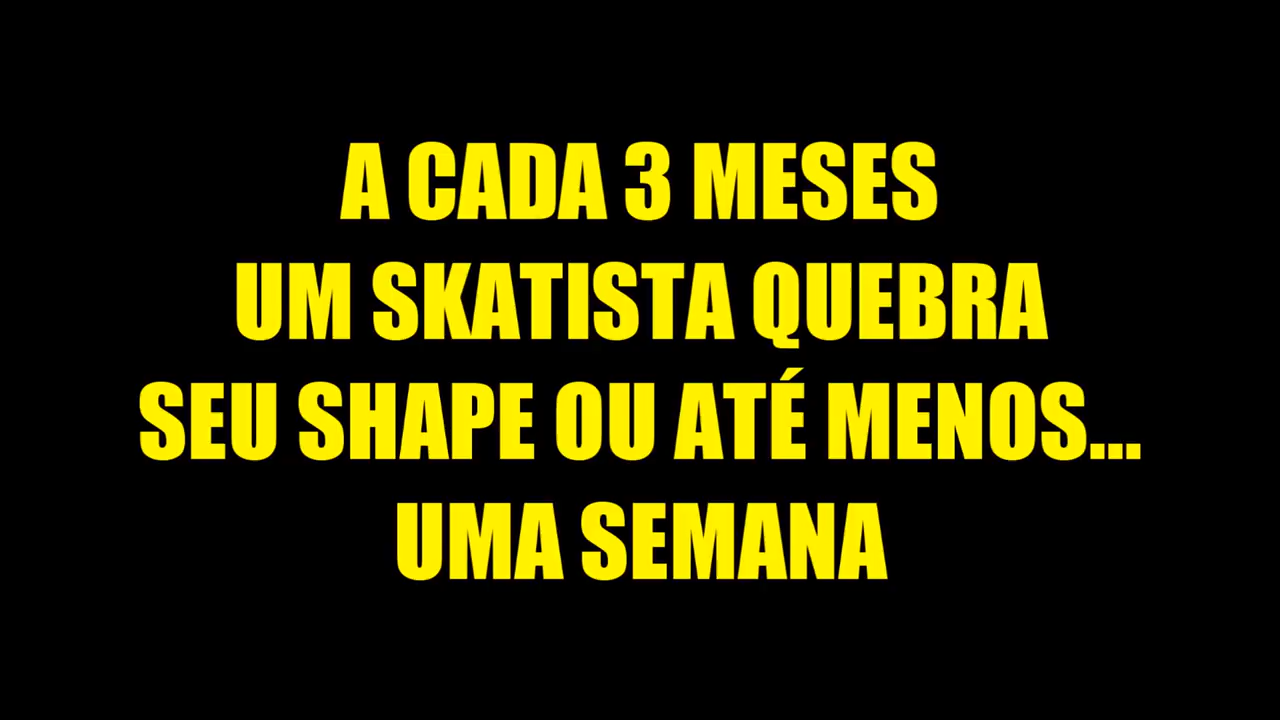 A CADA 3 MESES
UM SKATISTA QUEBRA
SEU SHAPE OU ATÉ MENOS...
UMA SEMANA